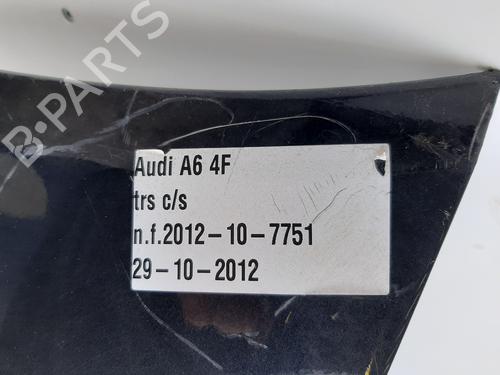 B-PARTS
Audi A6 4F
trs c/s
n.f.2012-10-7751
29-10-2012